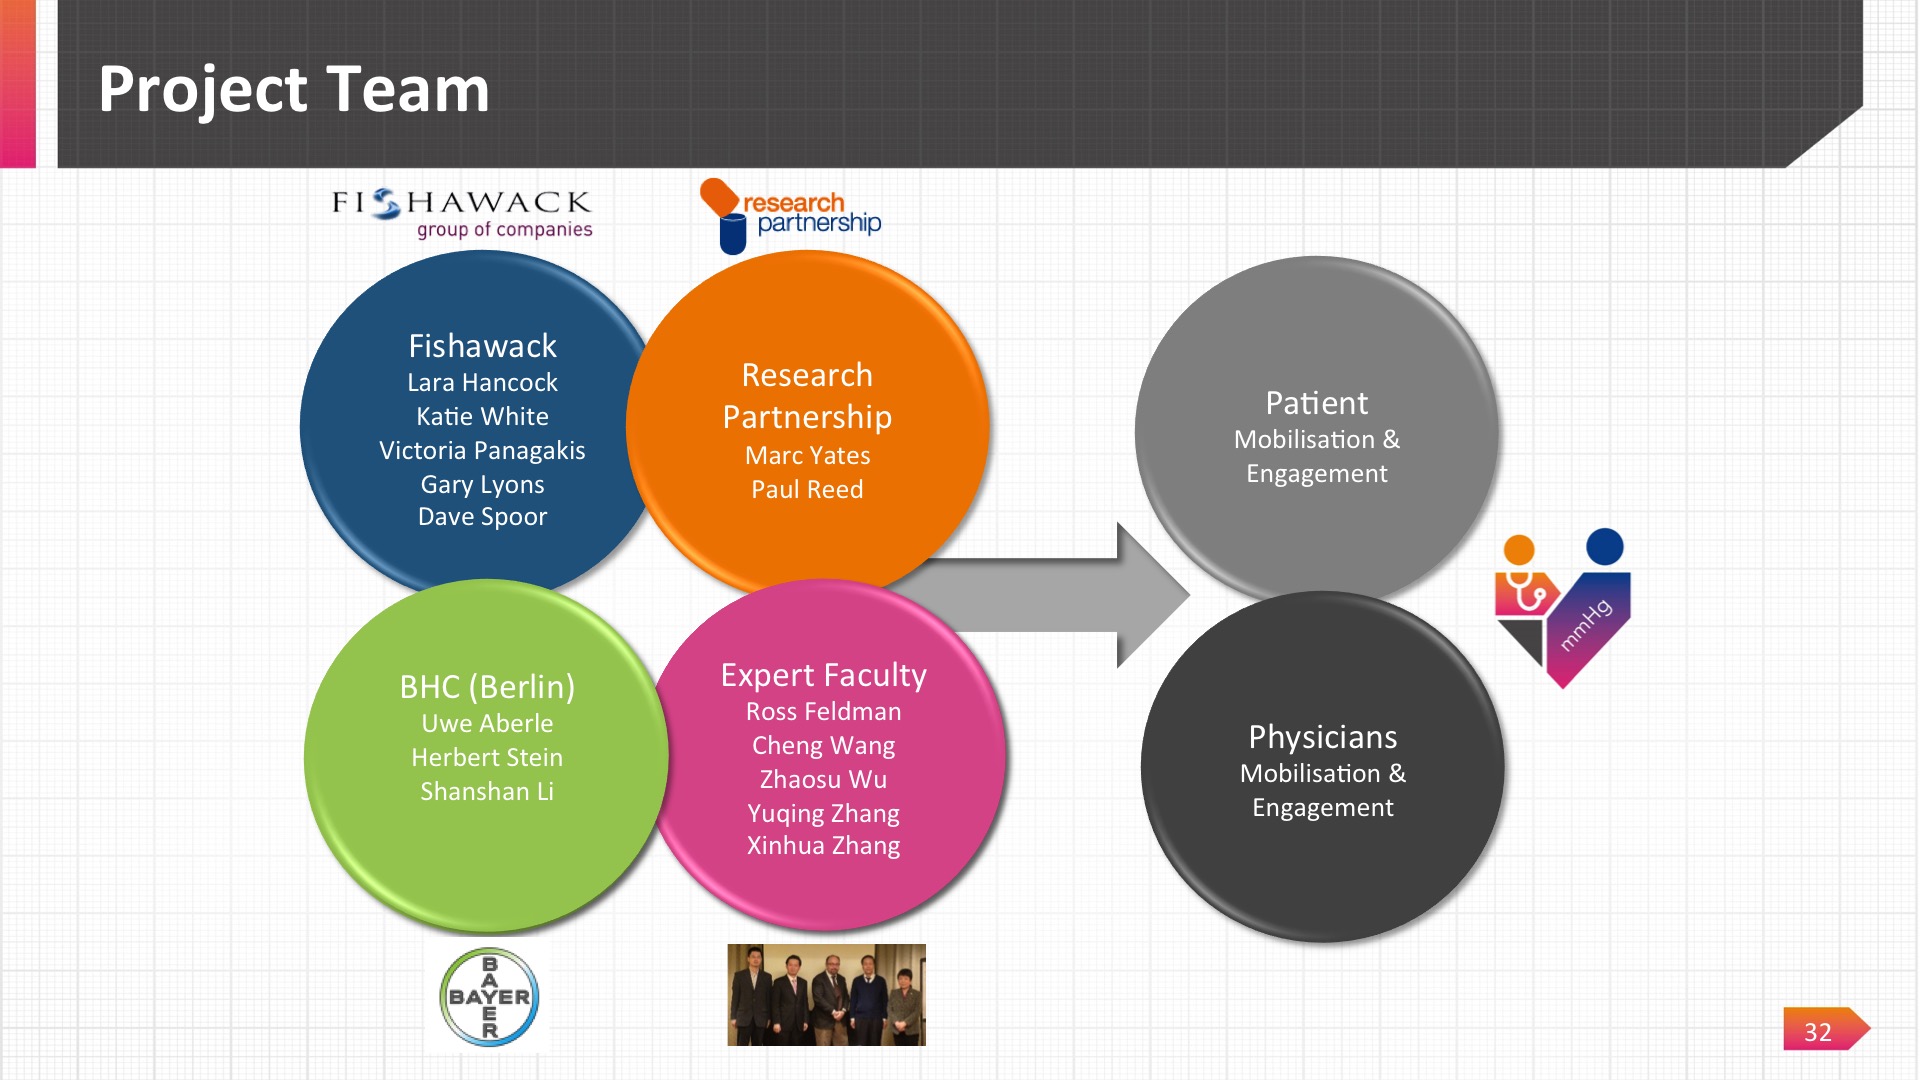 Project Team
FISHAWACK
group of companies
research
partnership
Fishawack
Lara Hancock
Katie White
Victoria Panagakis
Gary Lyons
Dave Spoor
Research
Partnership
Marc Yates
Paul Reed
Patient
Mobilisation &
Engagement
mmHg
BHC (Berlin)
Uwe Aberle
Herbert Stein
Shanshan Li
Expert Faculty
Ross Feldman
Cheng Wang
Zhaosu Wu
Yuqing Zhang
Xinhua Zhang
Physicians
Mobilisation &
Engagement
BAYER
BAYER
32